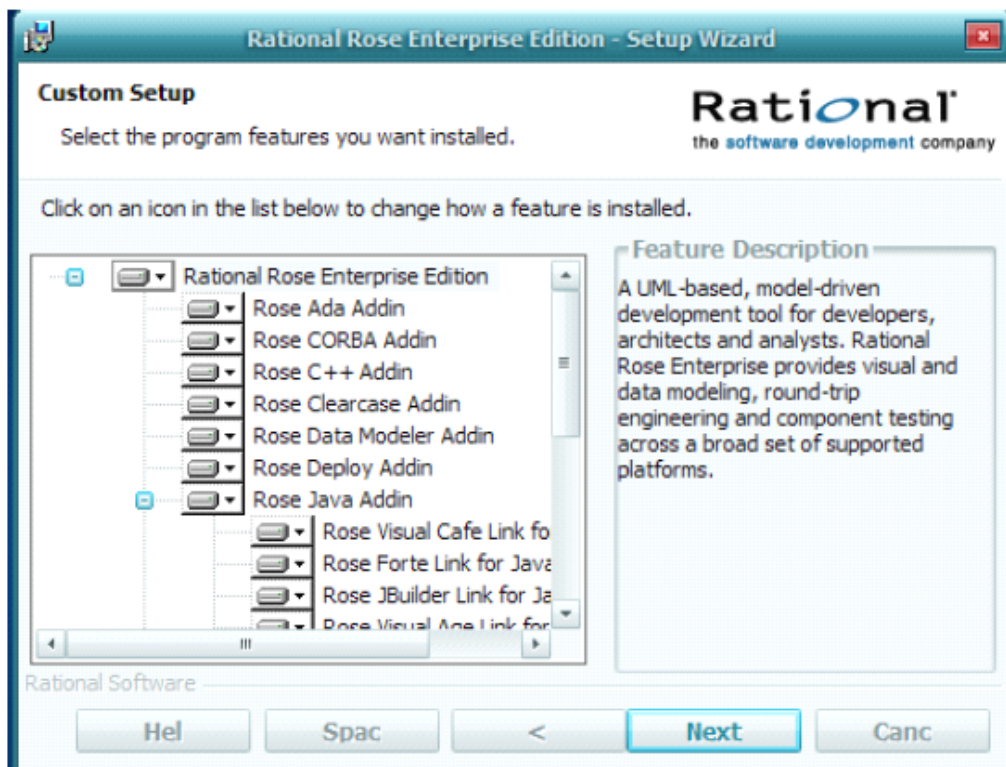 Rational Rose Enterprise Edition - Setup Wizard
Custom Setup
Select the program features you want installed.
Rational
the software development company
Click on an icon in the list below to change how a feature is installed.
Rational Rose Enterprise Edition
Rose Ada Addin
Rose CORBA Addin
Rose C++ Addin
Rose Clearcase Addin
Rose Data Modeler Addin
Rose Deploy Addin
Rose Java Addin
Rose Visual Cafe Link fo
Rose Forte Link for Java
Rose JBuilder Link for Ja
Rose Visual Age Link for
Feature Description
A UML-based, model-driven
development tool for developers,
architects and analysts. Rational
Rose Enterprise provides visual and
data modeling, round-trip
engineering and component testing
across a broad set of supported
platforms.
Rational Software
Hel
Spac
<
Next
Canc